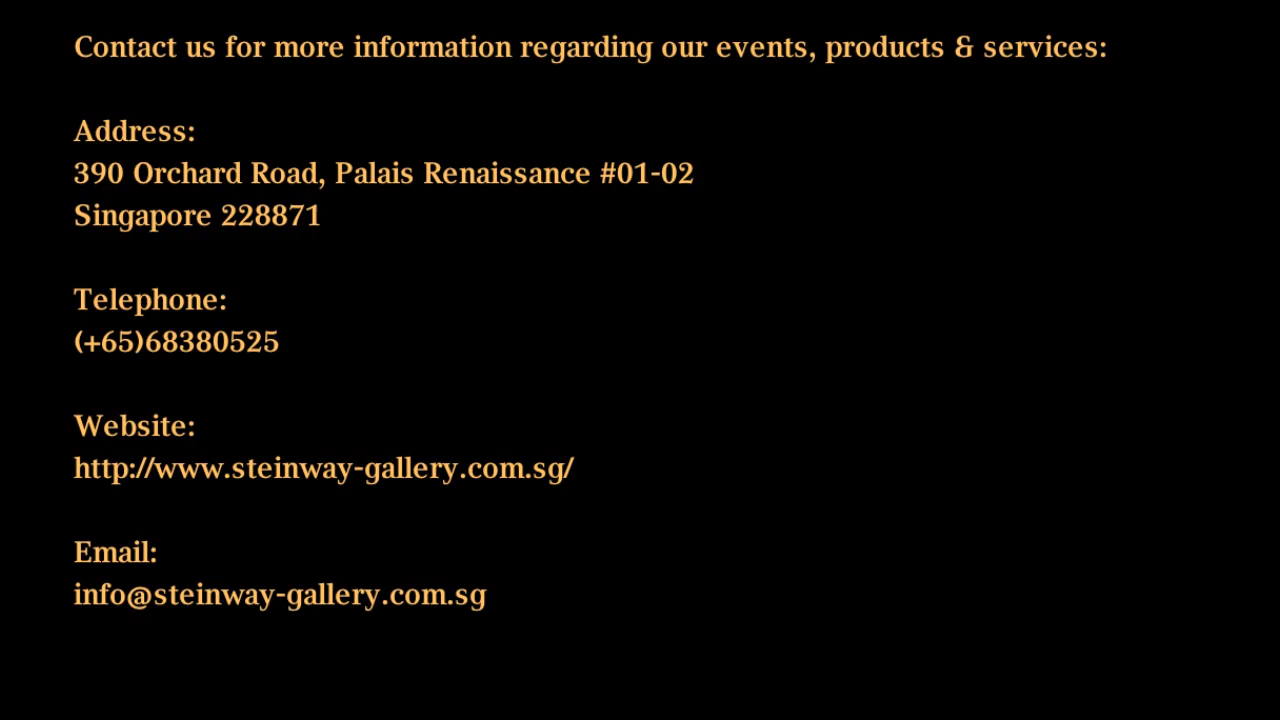 Contact us for more information regarding our events, products & services:
Address:
390 Orchard Road, Palais Renaissance #01-02
Singapore 228871
Telephone:
(+65)68380525
Website:
http://www.steinway-gallery.com.sg/
Email:
info@steinway-gallery.com.sg